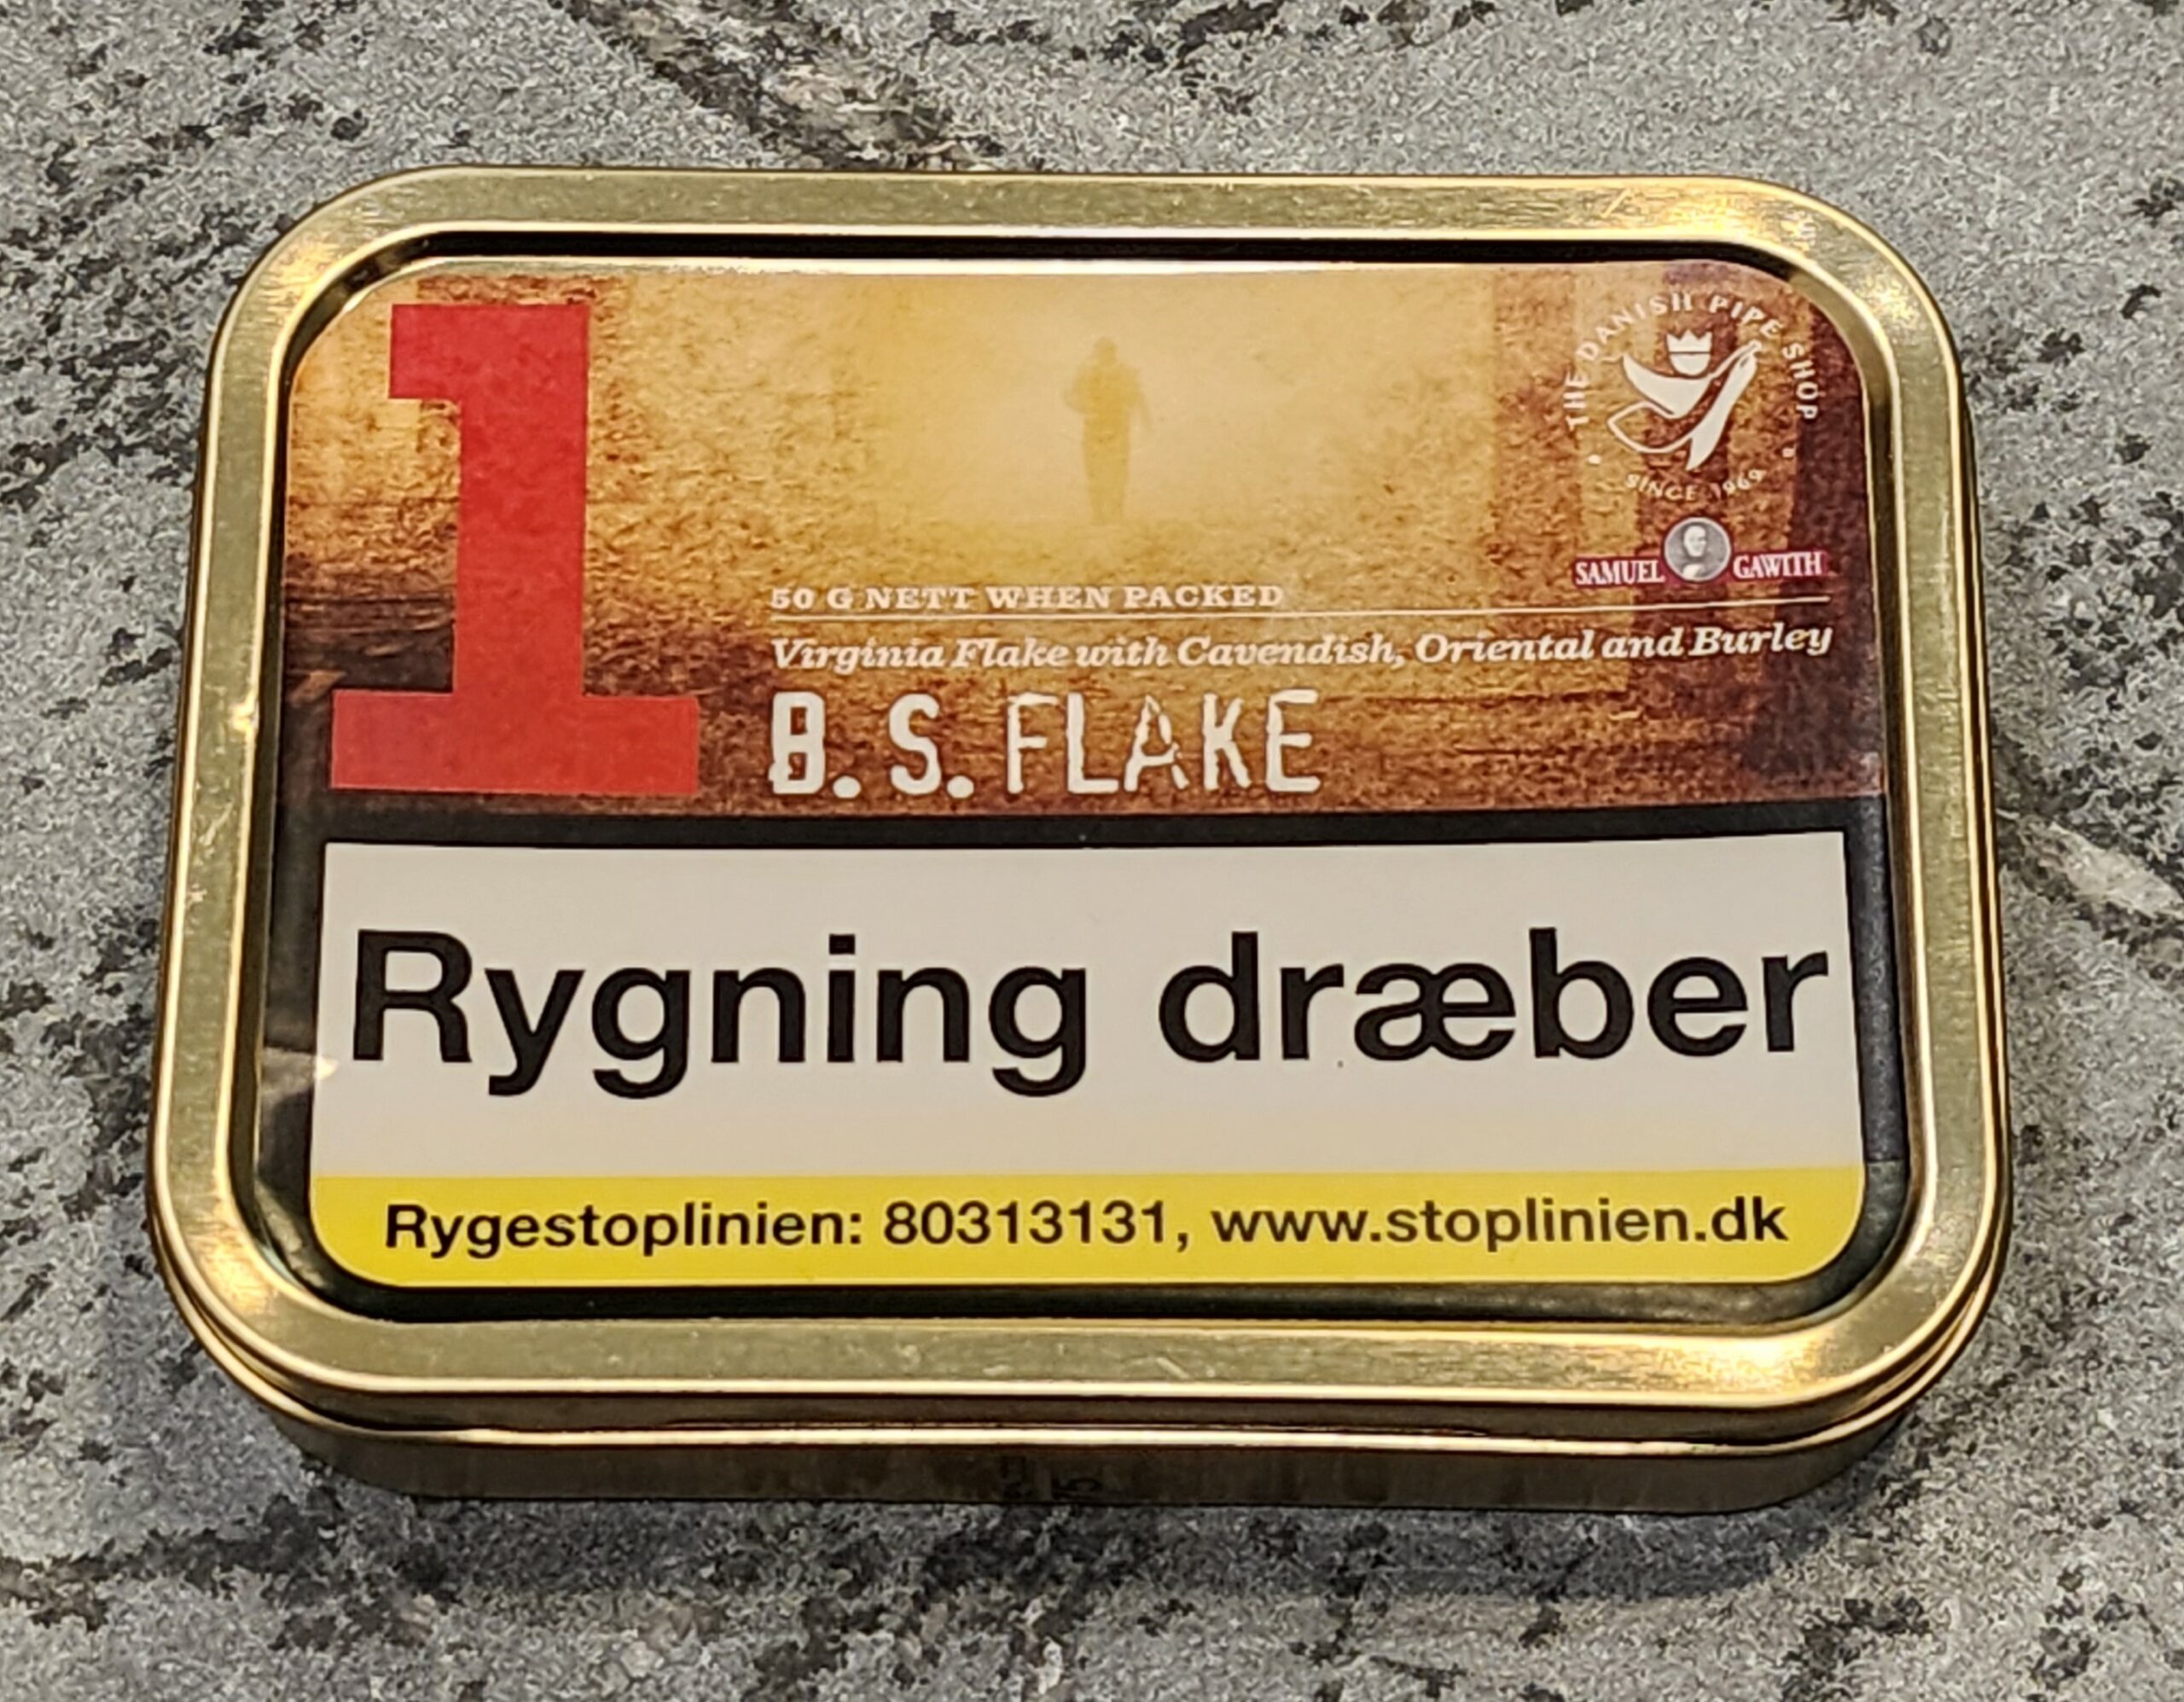 1
THE DANISH PIPE SHOP
SINCE 1969
SAMUEL GAWITH
50 G NETT WHEN PACKED
Virginia Flake with Cavendish, Oriental and Burley
B. S. FLAKE
Rygning dræber
Rygestoplinien: 80313131, www.stoplinien.dk